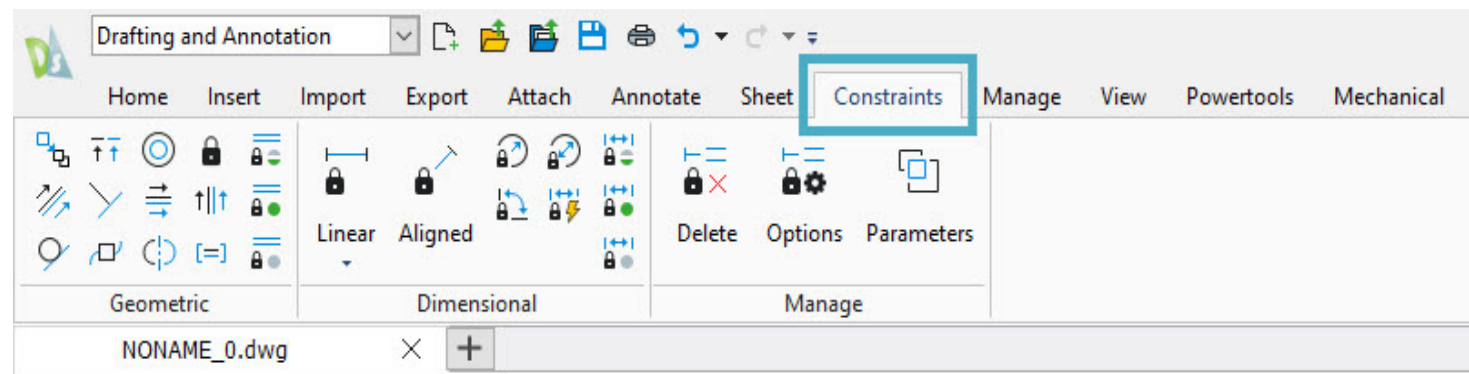 Drafting and Annotation
DS
Home Insert Import Export Attach Annotate Sheet Constraints Manage View Powertools Mechanical
Linear Aligned Delete Options Parameters
Geometric Dimensional Manage
NONAME_0.dwg